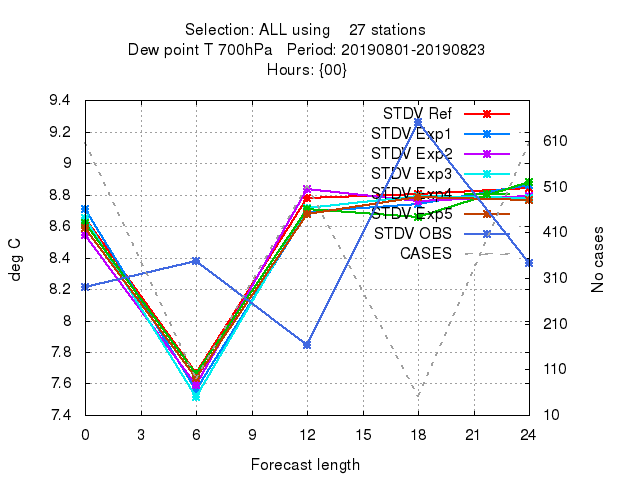 Selection: ALL using 27 stations
Dew point T 700hPa Period: 20190801-20190823
Hours: {00}
STDV Ref
STDV Exp1
STDV Exp2
STDV Exp3
STDV Exp4
STDV Exp5
STDV OBS
CASES
9.4
9.2
9
8.8
8.6
8.4
8.2
8
7.8
7.6
7.4
deg C
610
510
410
310
210
110
10
No cases
0 3 6 9 12 15 18 21 24
Forecast length